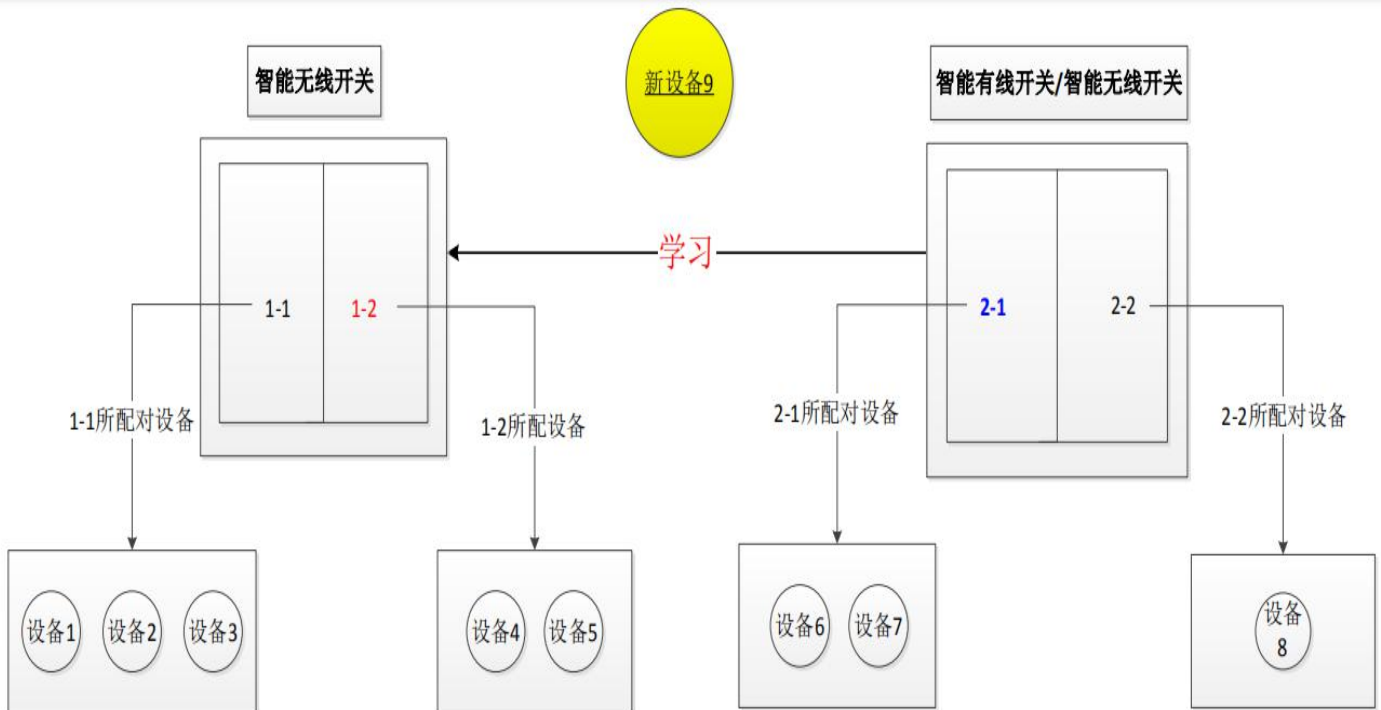 智能无线开关
新设备9
智能有线开关/智能无线开关
学习
1-1
1-2
2-1
2-2
1-1所配对设备
1-2所配设备
2-1所配对设备
2-2所配对设备
设备1
设备2
设备3
设备4
设备5
设备6
设备7
设备
8